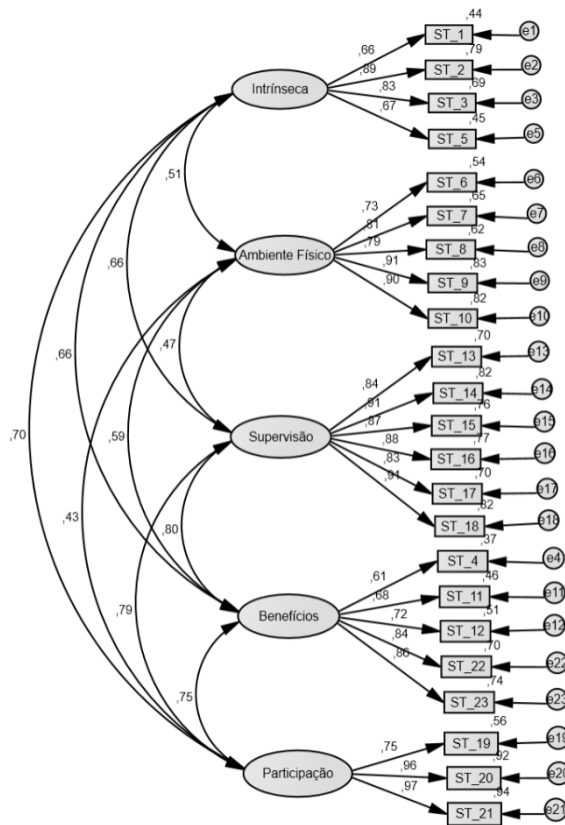 ,44
ST_1 e1
,66
,79
ST_2 e2
,89
,69
Intrínseca
,83
ST_3 e3
,67
,45
ST_5 e5
,54
ST_6 e6
,51
,73
,65
ST_7 e7
,81
,62
,79
ST_8 e8
Ambiente Físico
,91
,83
ST_9 e9
,90
,82
ST_10 e10
,66
,70
ST_13 e13
,47
,84
,82
ST_14 e14
,91
,76
,87
ST_15 e15
Supervisão
,88
,77
ST_16 e16
,83
,70
ST_17 e17
,91
,82
ST_18 e18
,66
,59
,70
,43
,80
,37
ST_4 e4
,61
,46
ST_11 e11
,68
,51
Benefícios
,72
ST_12 e12
,84
,70
ST_22 e22
,86
,74
ST_23 e23
,79
,75
,56
ST_19 e19
,75
,92
Participação
,96
ST_20 e20
,97
,94
ST_21 e21